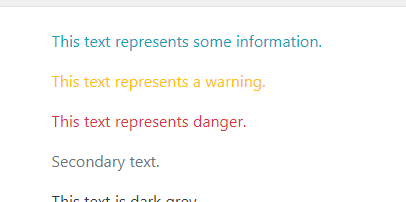 This text represents some information.
This text represents a warning.
This text represents danger.
Secondary text.
This text is dark grey